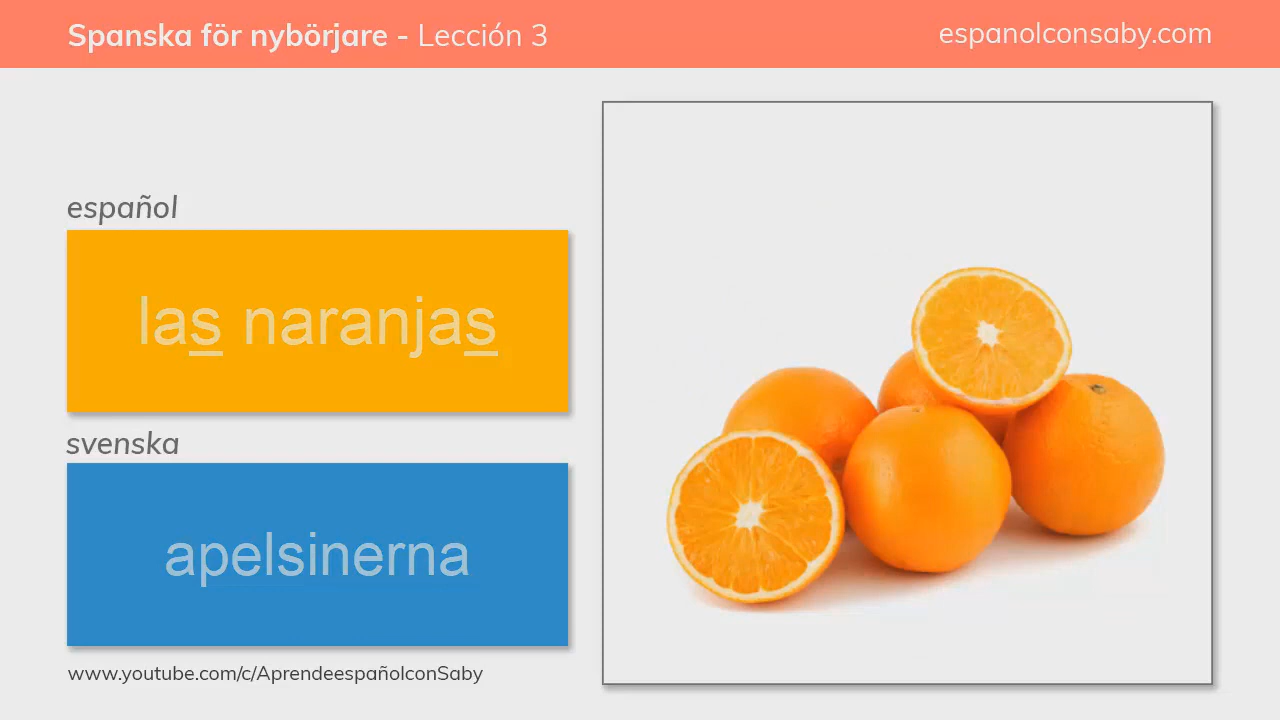 Spanska för nybörjare - Lección 3
espanolconsaby.com
español
las naranjas
svenska
apelsinerna
www.youtube.com/c/AprendeespañolconSaby